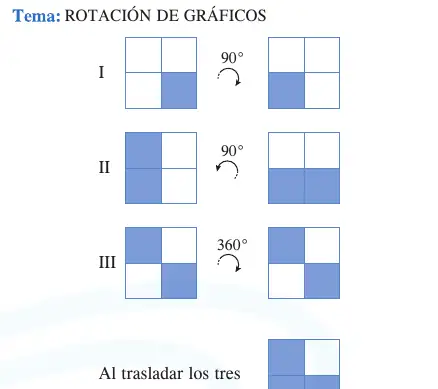 Tema: ROTACIÓN DE GRÁFICOS
I
90°
II
90°
III
360°
Al trasladar los tres